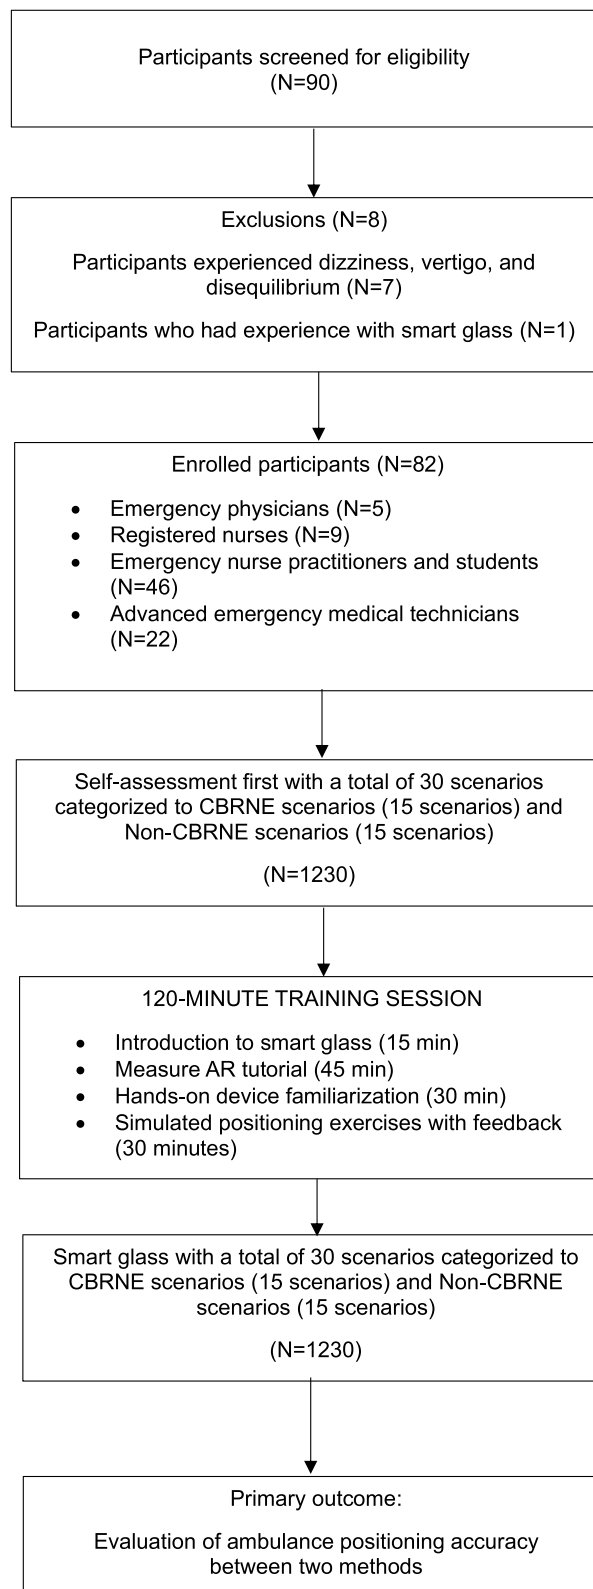 Participants screened for eligibility
(N=90)
Exclusions (N=8)
Participants experienced dizziness, vertigo, and
disequilibrium (N=7)
Participants who had experience with smart glass (N=1)
Enrolled participants (N=82)
• Emergency physicians (N=5)
• Registered nurses (N=9)
• Emergency nurse practitioners and students
(N=46)
• Advanced emergency medical technicians
(N=22)
Self-assessment first with a total of 30 scenarios
categorized to CBRNE scenarios (15 scenarios) and
Non-CBRNE scenarios (15 scenarios)
(N=1230)
120-MINUTE TRAINING SESSION
• Introduction to smart glass (15 min)
• Measure AR tutorial (45 min)
• Hands-on device familiarization (30 min)
• Simulated positioning exercises with feedback
(30 minutes)
Smart glass with a total of 30 scenarios categorized to
CBRNE scenarios (15 scenarios) and Non-CBRNE
scenarios (15 scenarios)
(N=1230)
Primary outcome:
Evaluation of ambulance positioning accuracy
between two methods